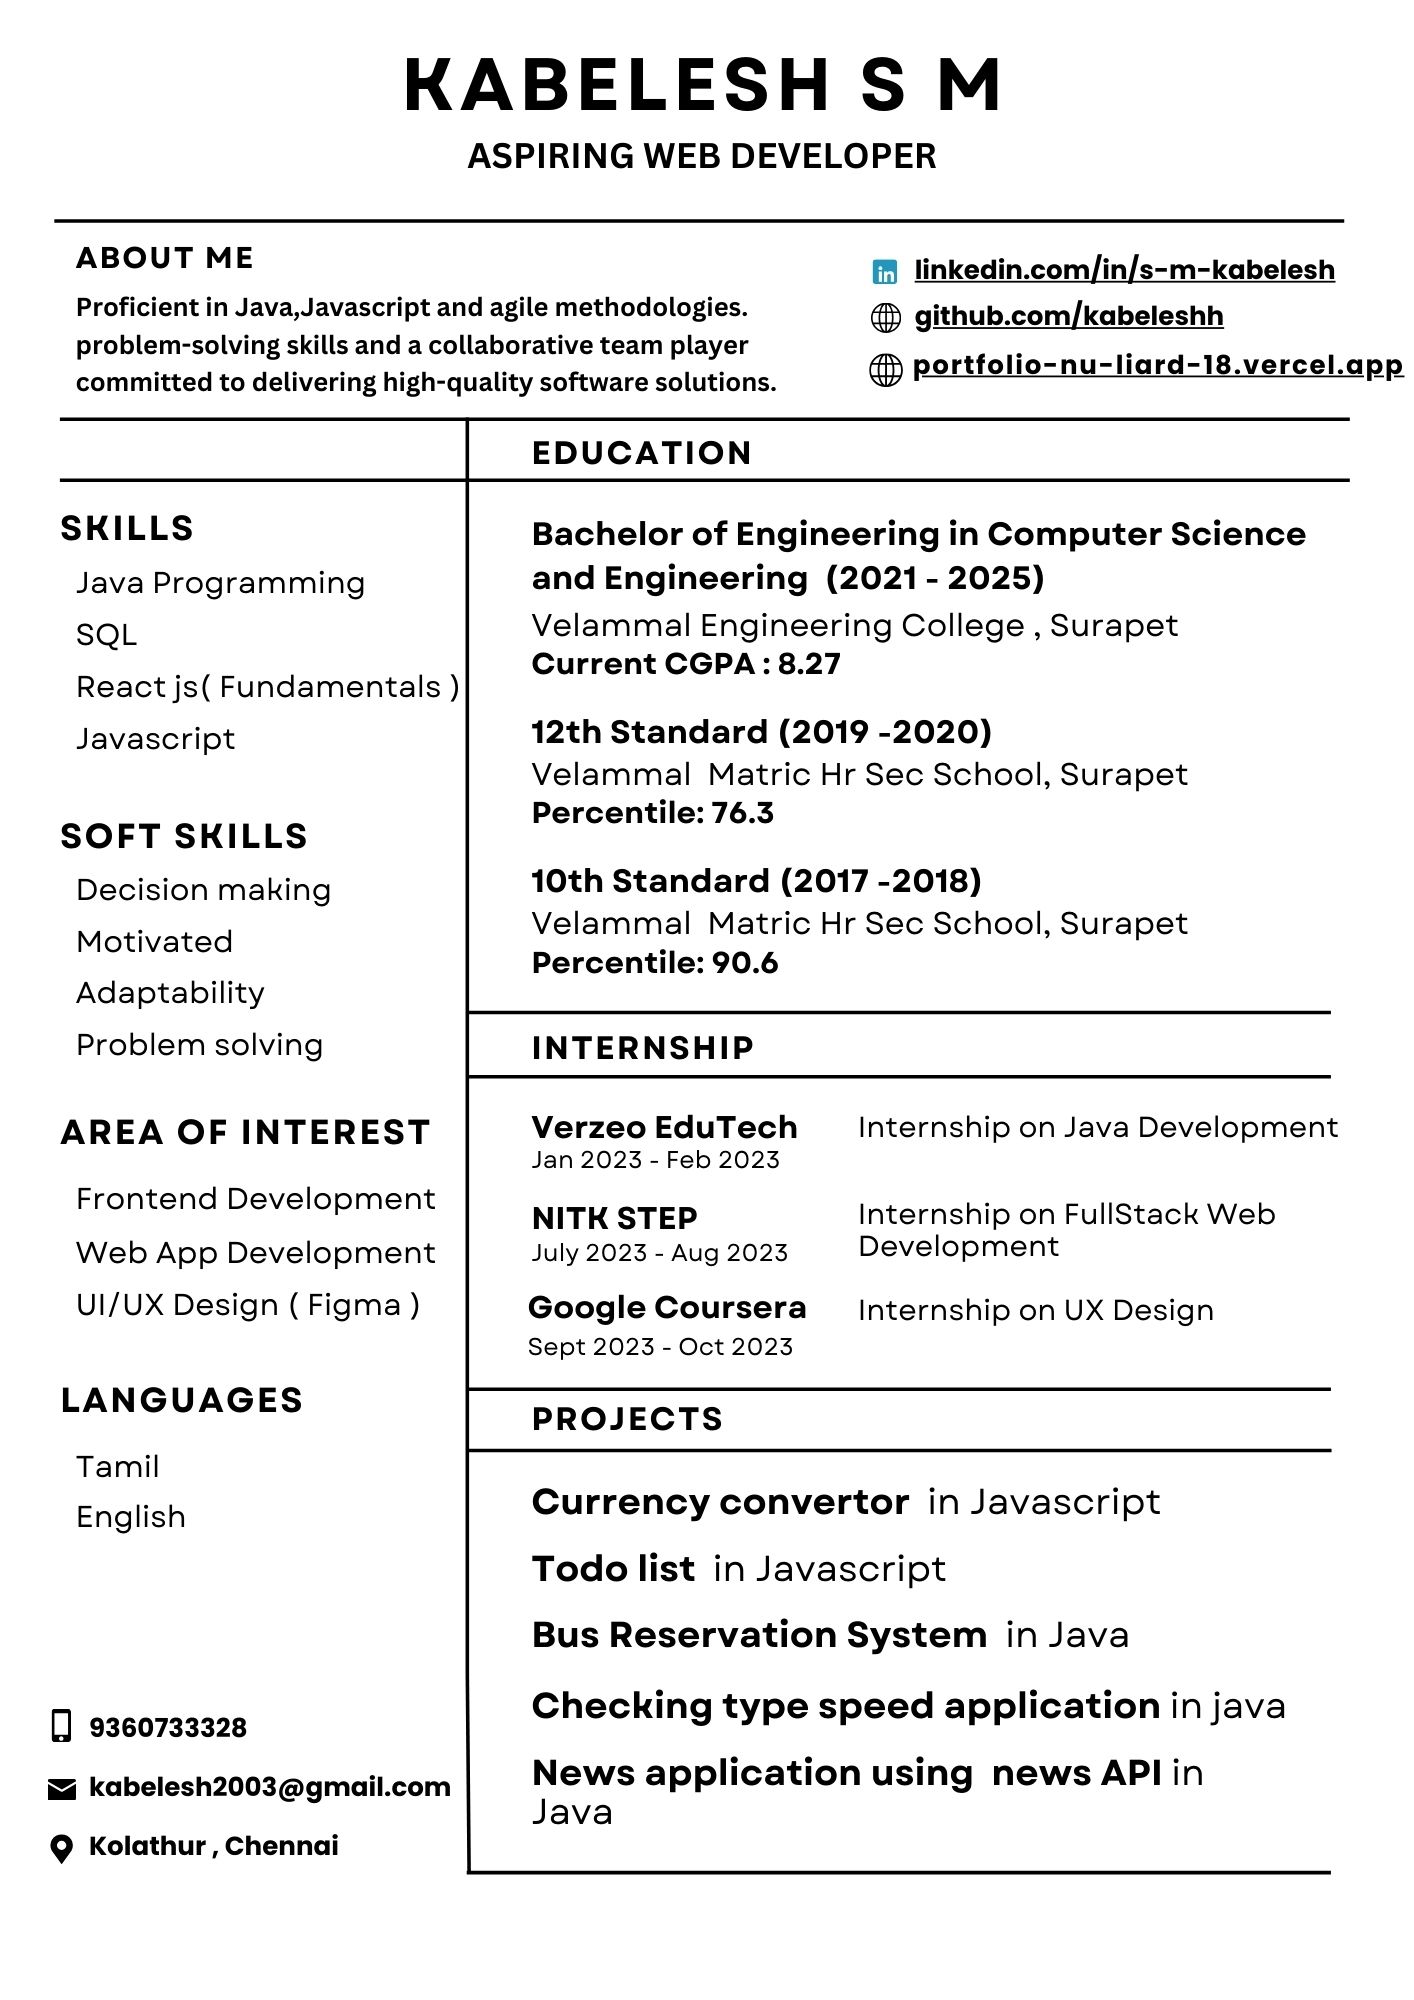 KABELESH S M
ASPIRING WEB DEVELOPER
ABOUT ME
Proficient in Java,Javascript and agile methodologies.
problem-solving skills and a collaborative team player
committed to delivering high-quality software solutions.
linkedin.com/in/s-m-kabelesh
github.com/kabeleshh
portfolio-nu-liard-18.vercel.app
SKILLS
Java Programming
SQL
React js( Fundamentals )
Javascript
SOFT SKILLS
Decision making
Motivated
Adaptability
Problem solving
AREA OF INTEREST
Frontend Development
Web App Development
UI/UX Design ( Figma )
LANGUAGES
Tamil
English
9360733328
kabelesh2003@gmail.com
Kolathur , Chennai
EDUCATION
Bachelor of Engineering in Computer Science
and Engineering (2021 - 2025)
Velammal Engineering College , Surapet
Current CGPA : 8.27
12th Standard (2019 -2020)
Velammal Matric Hr Sec School, Surapet
Percentile: 76.3
10th Standard (2017 -2018)
Velammal Matric Hr Sec School, Surapet
Percentile: 90.6
INTERNSHIP
Verzeo EduTech
Jan 2023 - Feb 2023
Internship on Java Development
NITK STEP
July 2023 - Aug 2023
Internship on FullStack Web
Development
Google Coursera
Sept 2023 - Oct 2023
Internship on UX Design
PROJECTS
Currency convertor in Javascript
Todo list in Javascript
Bus Reservation System in Java
Checking type speed application in java
News application using news API in
Java